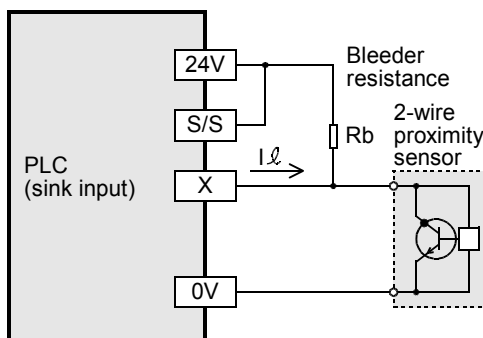 24V
Bleeder
resistance
S/S
Rb
2-wire
proximity
sensor
PLC
(sink input)
Iℓ
X
0V